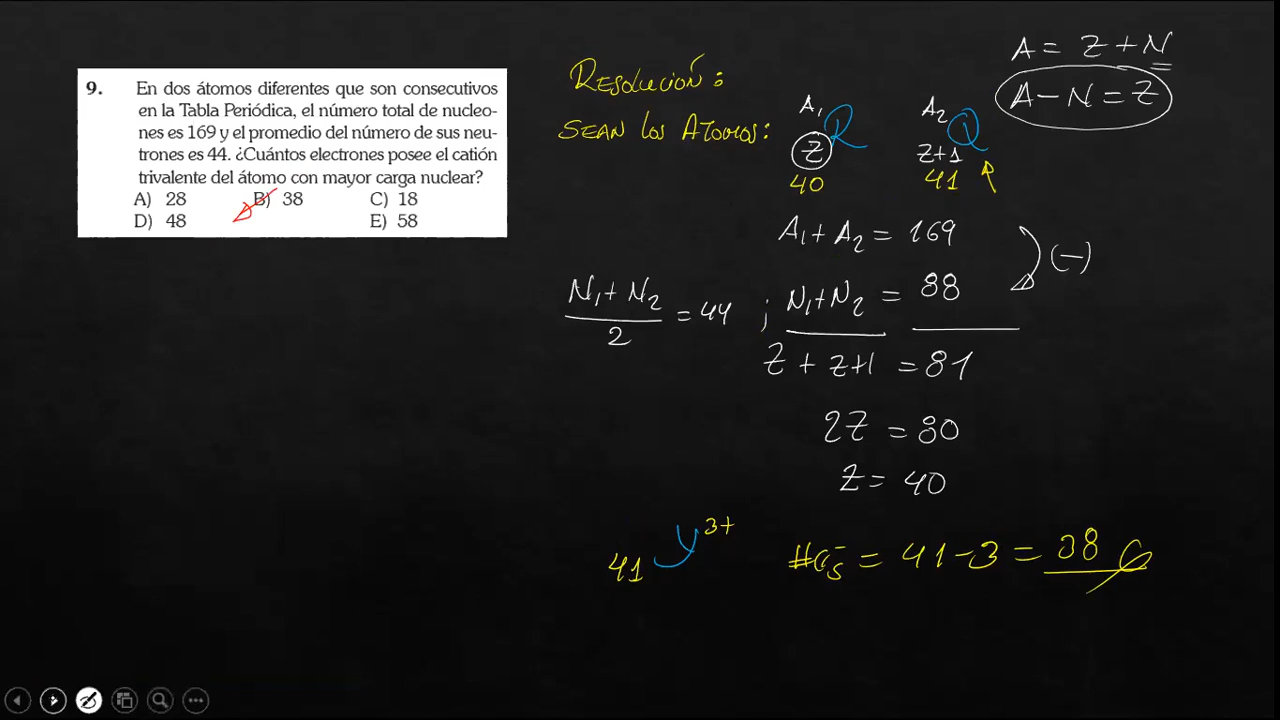 9. En dos átomos diferentes que son consecutivos
en la Tabla Periódica, el número total de nucleo-
nes es 169 y el promedio del número de sus neu-
trones es 44. ¿Cuántos electrones posee el catión
trivalente del átomo con mayor carga nuclear?
A) 28 B) 38 C) 18
D) 48 E) 58
RESOLUCIÓN:
SEAN LOS ATOMOS:
A = Z + N
A - N = Z
A₁ R
Z
40
A₂ Q
Z+1
41
A₁ + A₂ = 169
(N₁ + N₂)/2 = 44 ; N₁ + N₂ = 88
(-)
Z + Z+1 = 81
2Z = 80
Z = 40
41 y³⁺
= 41 - 3 = 38